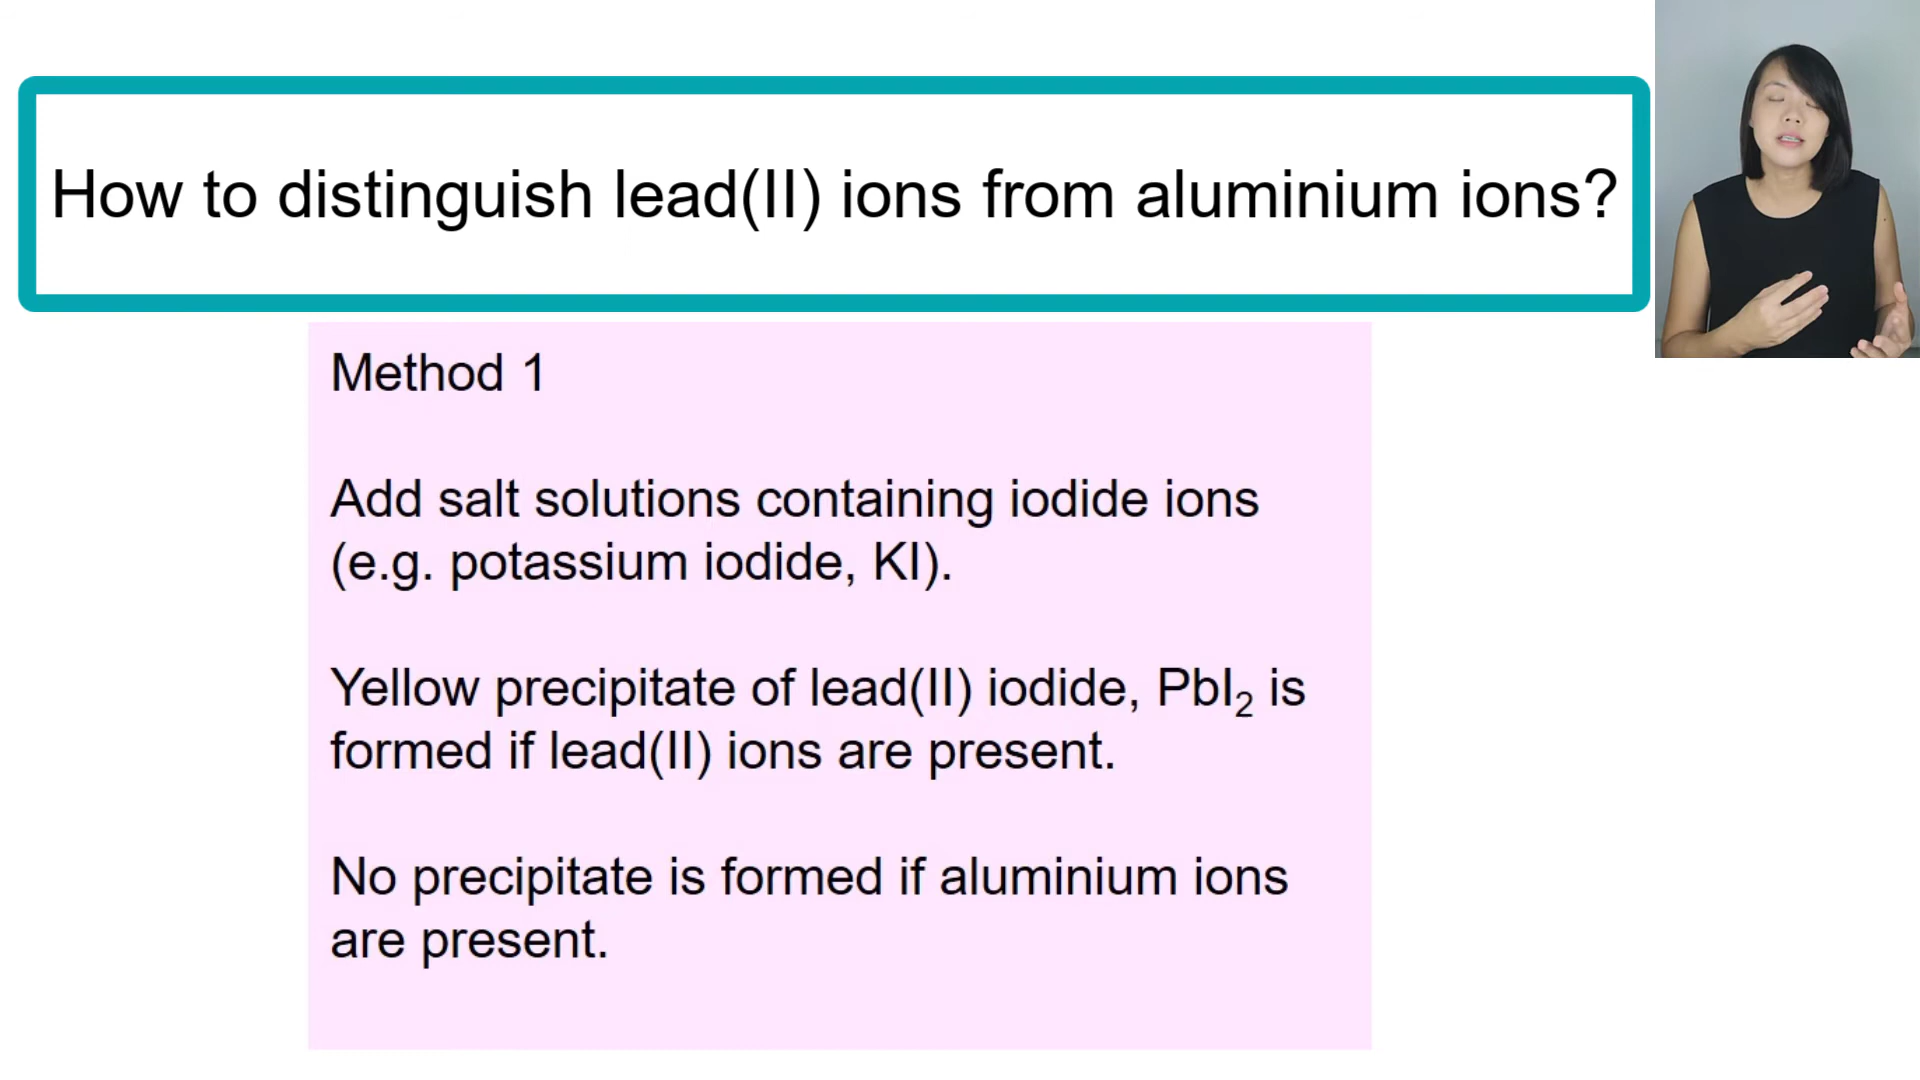 How to distinguish lead(II) ions from aluminium ions?
Method 1
Add salt solutions containing iodide ions
(e.g. potassium iodide, KI).
Yellow precipitate of lead(II) iodide, PbI₂ is
formed if lead(II) ions are present.
No precipitate is formed if aluminium ions
are present.